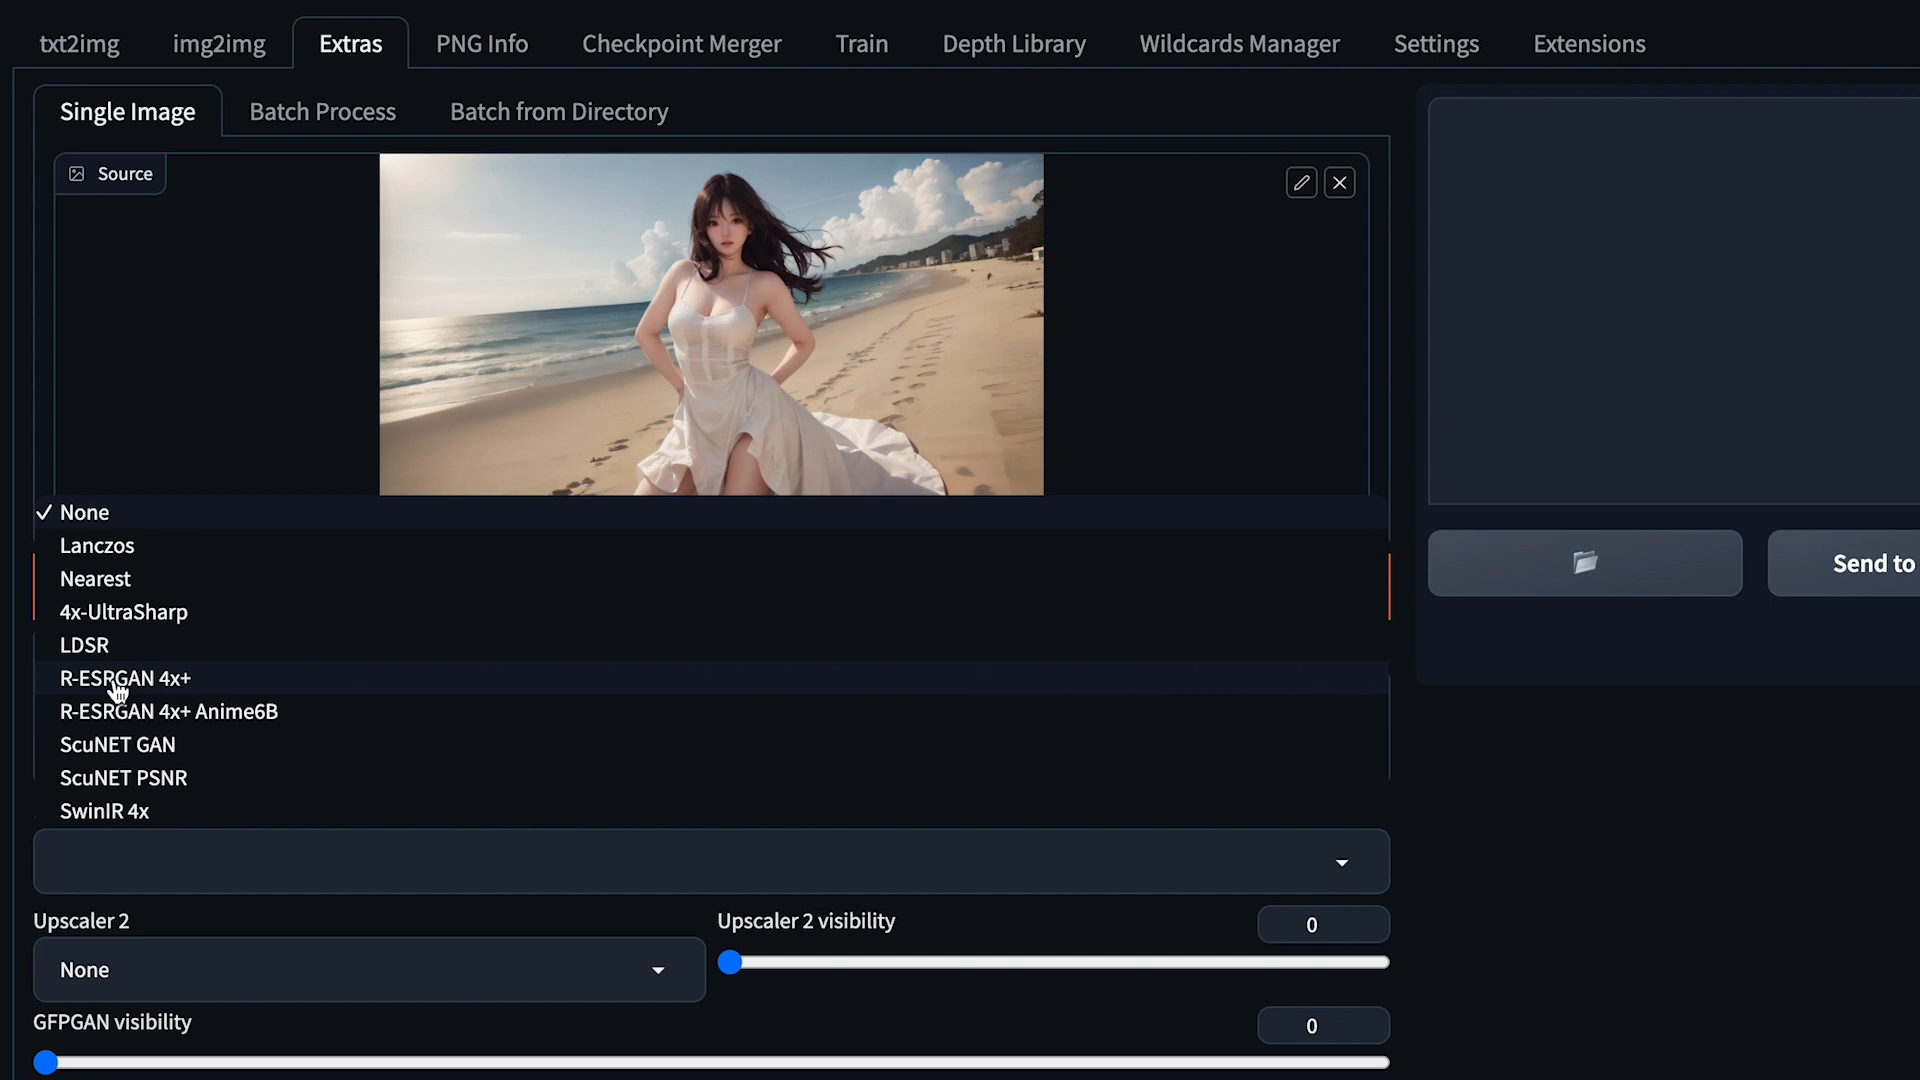 txt2img img2img Extras PNG Info Checkpoint Merger Train Depth Library Wildcards Manager Settings Extensions
Single Image Batch Process Batch from Directory
Source
None
Lanczos
Nearest
4x-UltraSharp
LDSR
R-ESRGAN 4x+
R-ESRGAN 4x+ Anime6B
ScuNET GAN
ScuNET PSNR
SwinIR 4x
Send to
Upscaler 2
None
Upscaler 2 visibility
0
GFPGAN visibility
0